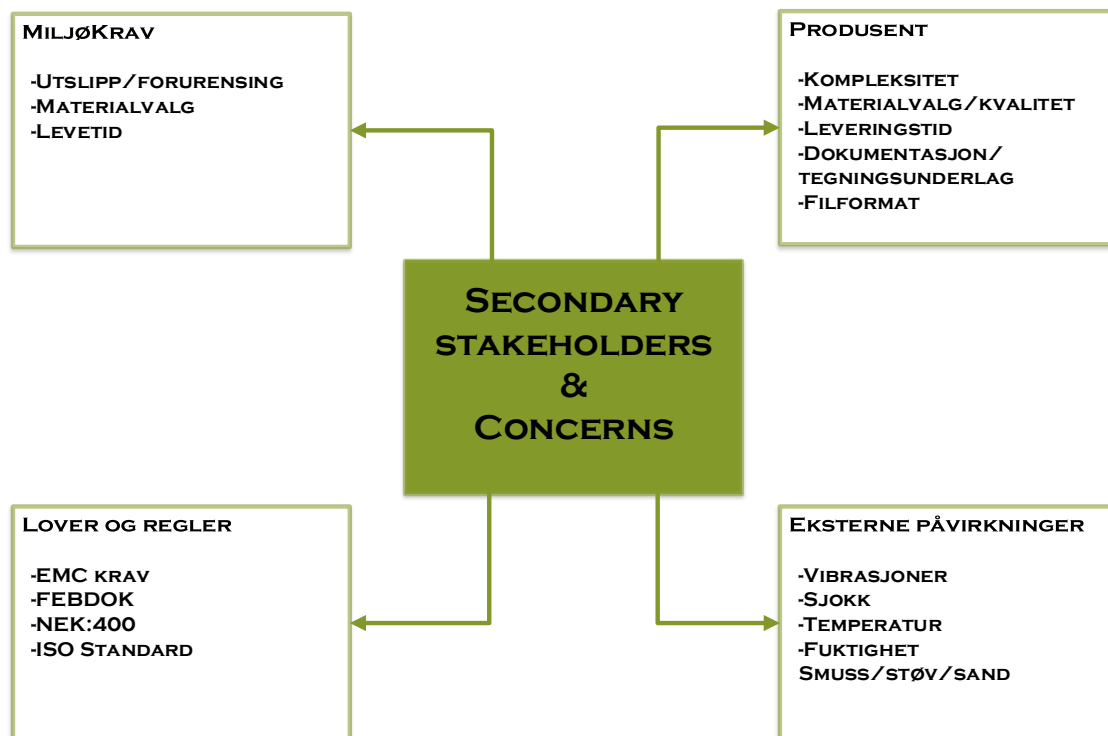 MiljøKrav
-Utslipp/forurensing
-Materialvalg
-Levetid
Produsent
-Kompleksitet
-Materialvalg/kvalitet
-Leveringstid
-Dokumentasjon/
tegningsunderlag
-Filformat
Secondary
stakeholders
&
Concerns
Lover og regler
-EMC krav
-FEBDOK
-NEK:400
-ISO Standard
Eksterne påvirkninger
-Vibrasjoner
-Sjokk
-Temperatur
-Fuktighet
Smuss/støv/sand